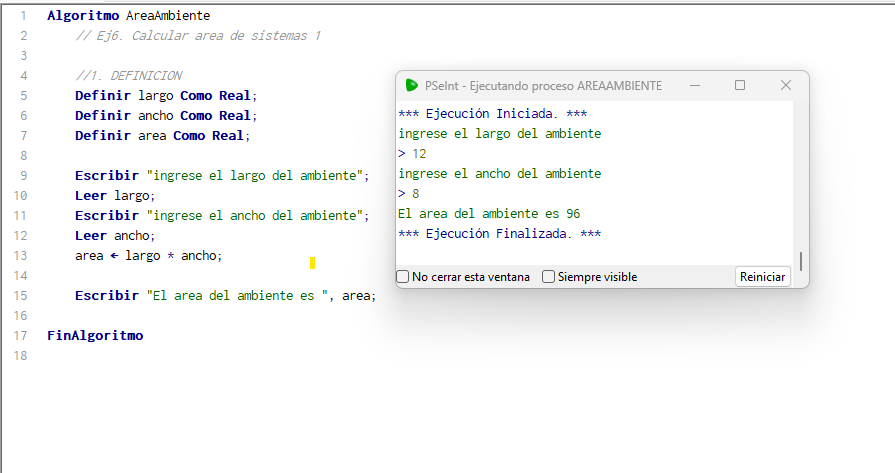 1 Algoritmo AreaAmbiente
2 // Ej6. Calcular area de sistemas 1
3
4 //1. DEFINICION
5 Definir largo Como Real;
6 Definir ancho Como Real;
7 Definir area Como Real;
8
9 Escribir "ingrese el largo del ambiente";
10 Leer largo;
11 Escribir "ingrese el ancho del ambiente";
12 Leer ancho;
13 area ← largo * ancho;
14
15 Escribir "El area del ambiente es ", area;
16
17 FinAlgoritmo
18
PSeInt - Ejecutando proceso AREAAMBIENTE
*** Ejecución Iniciada. ***
ingrese el largo del ambiente
> 12
ingrese el ancho del ambiente
> 8
El area del ambiente es 96
*** Ejecución Finalizada. ***
No cerrar esta ventana Siempre visible Reiniciar